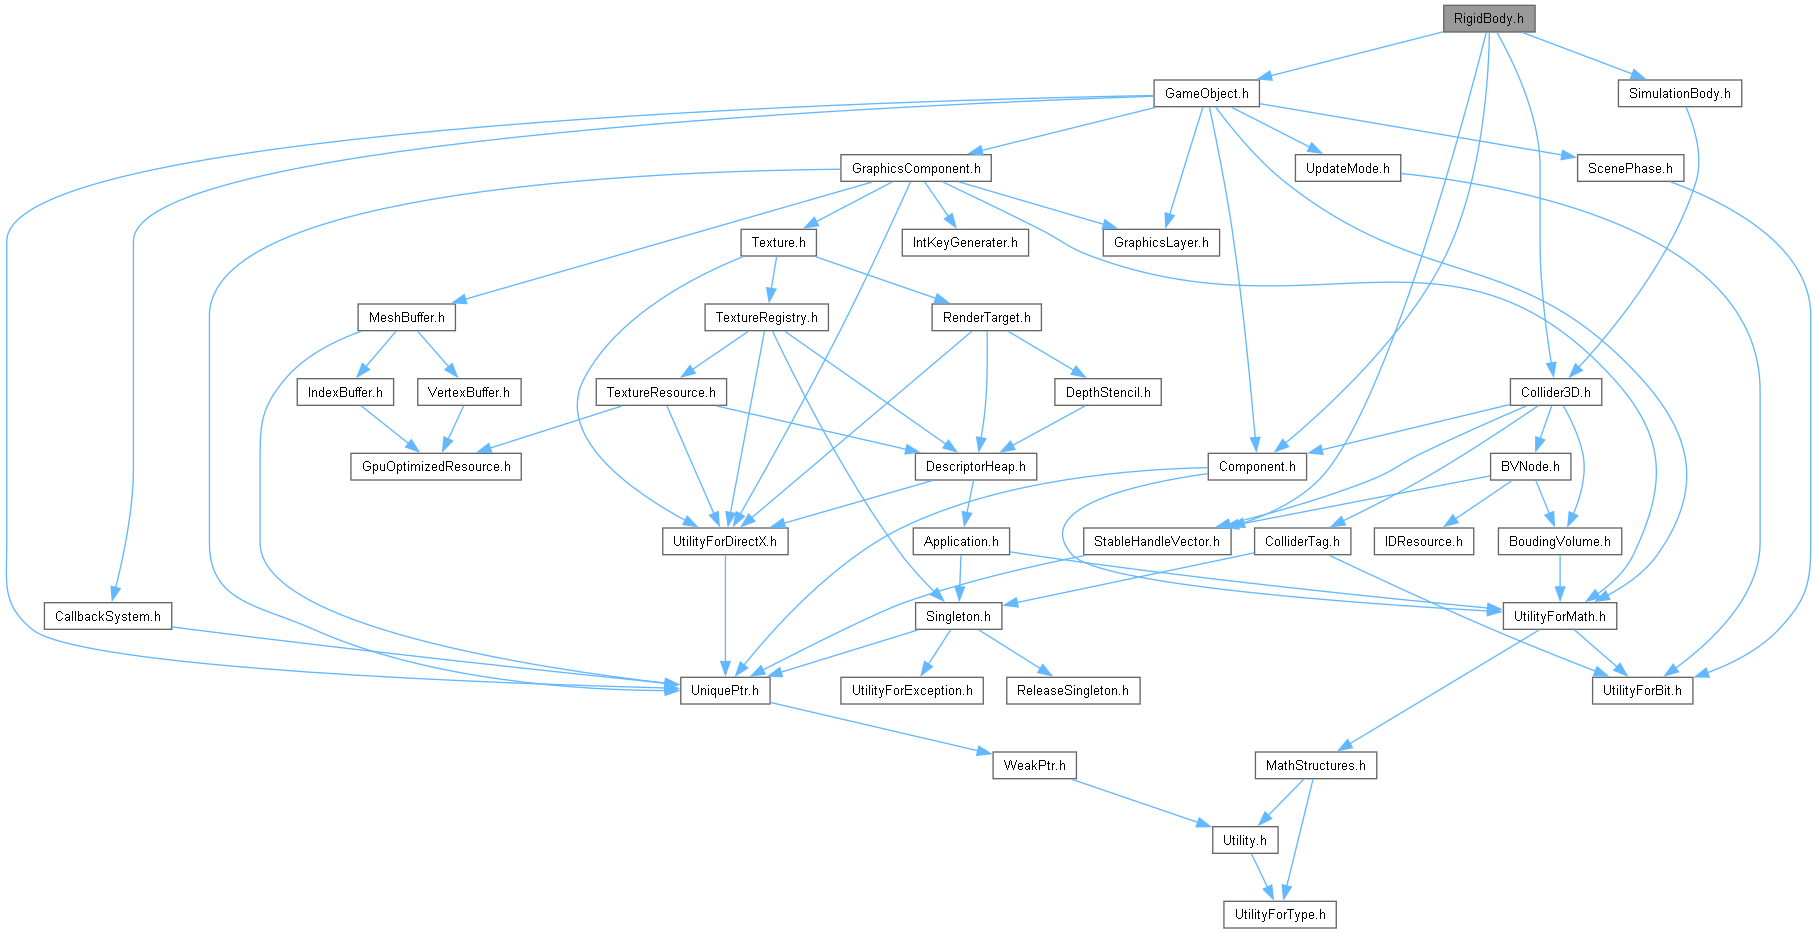 RigidBody.h
GameObject.h
SimulationBody.h
GraphicsComponent.h
UpdateMode.h
ScenePhase.h
Texture.h
IntKeyGenerater.h
GraphicsLayer.h
MeshBuffer.h
TextureRegistry.h
RenderTarget.h
IndexBuffer.h
VertexBuffer.h
TextureResource.h
DepthStencil.h
Collider3D.h
GpuOptimizedResource.h
DescriptorHeap.h
Component.h
BVNode.h
UtilityForDirectX.h
Application.h
StableHandleVector.h
ColliderTag.h
IDResource.h
BoudingVolume.h
CallbackSystem.h
Singleton.h
UtilityForMath.h
UniquePtr.h
UtilityForException.h
ReleaseSingleton.h
UtilityForBit.h
WeakPtr.h
MathStructures.h
Utility.h
UtilityForType.h